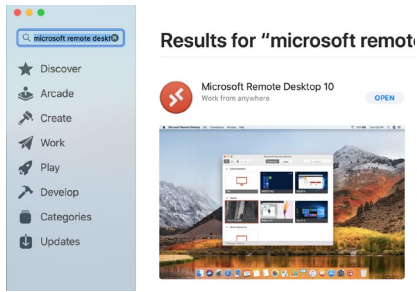 microsoft remote deskt
Discover
Arcade
Create
Work
Play
Develop
Categories
Updates
Results for “microsoft remote
Microsoft Remote Desktop 10
Work from anywhere
OPEN